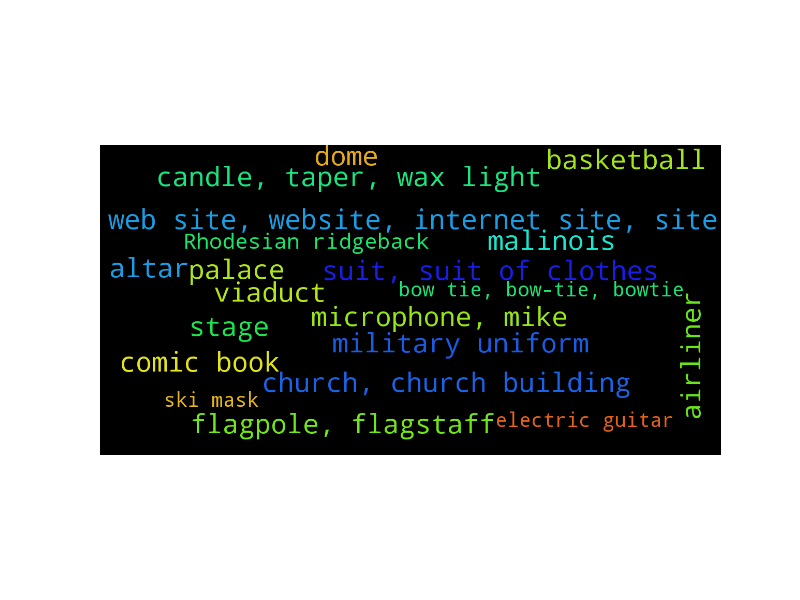 dome
basketball
candle, taper, wax light
web site, website, internet site, site
Rhodesian ridgeback
malinois
altar
palace
suit, suit of clothes
viaduct
bow tie, bow-tie, bowtie
microphone, mike
stage
military uniform
airliner
comic book
church, church building
ski mask
flagpole, flagstaff
electric guitar